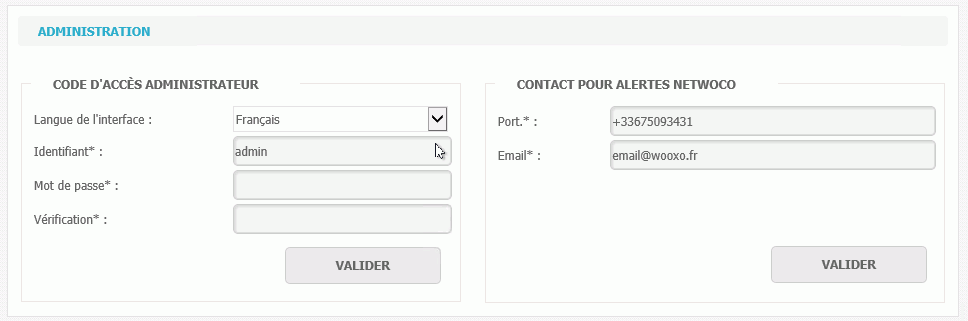 ADMINISTRATION
CODE D'ACCÈS ADMINISTRATEUR
Langue de l'interface : Français
Identifiant* : admin
Mot de passe* :
Vérification* :
VALIDER
CONTACT POUR ALERTES NETWOCO
Port.* : +33675093431
Email* : email@wooxo.fr
VALIDER